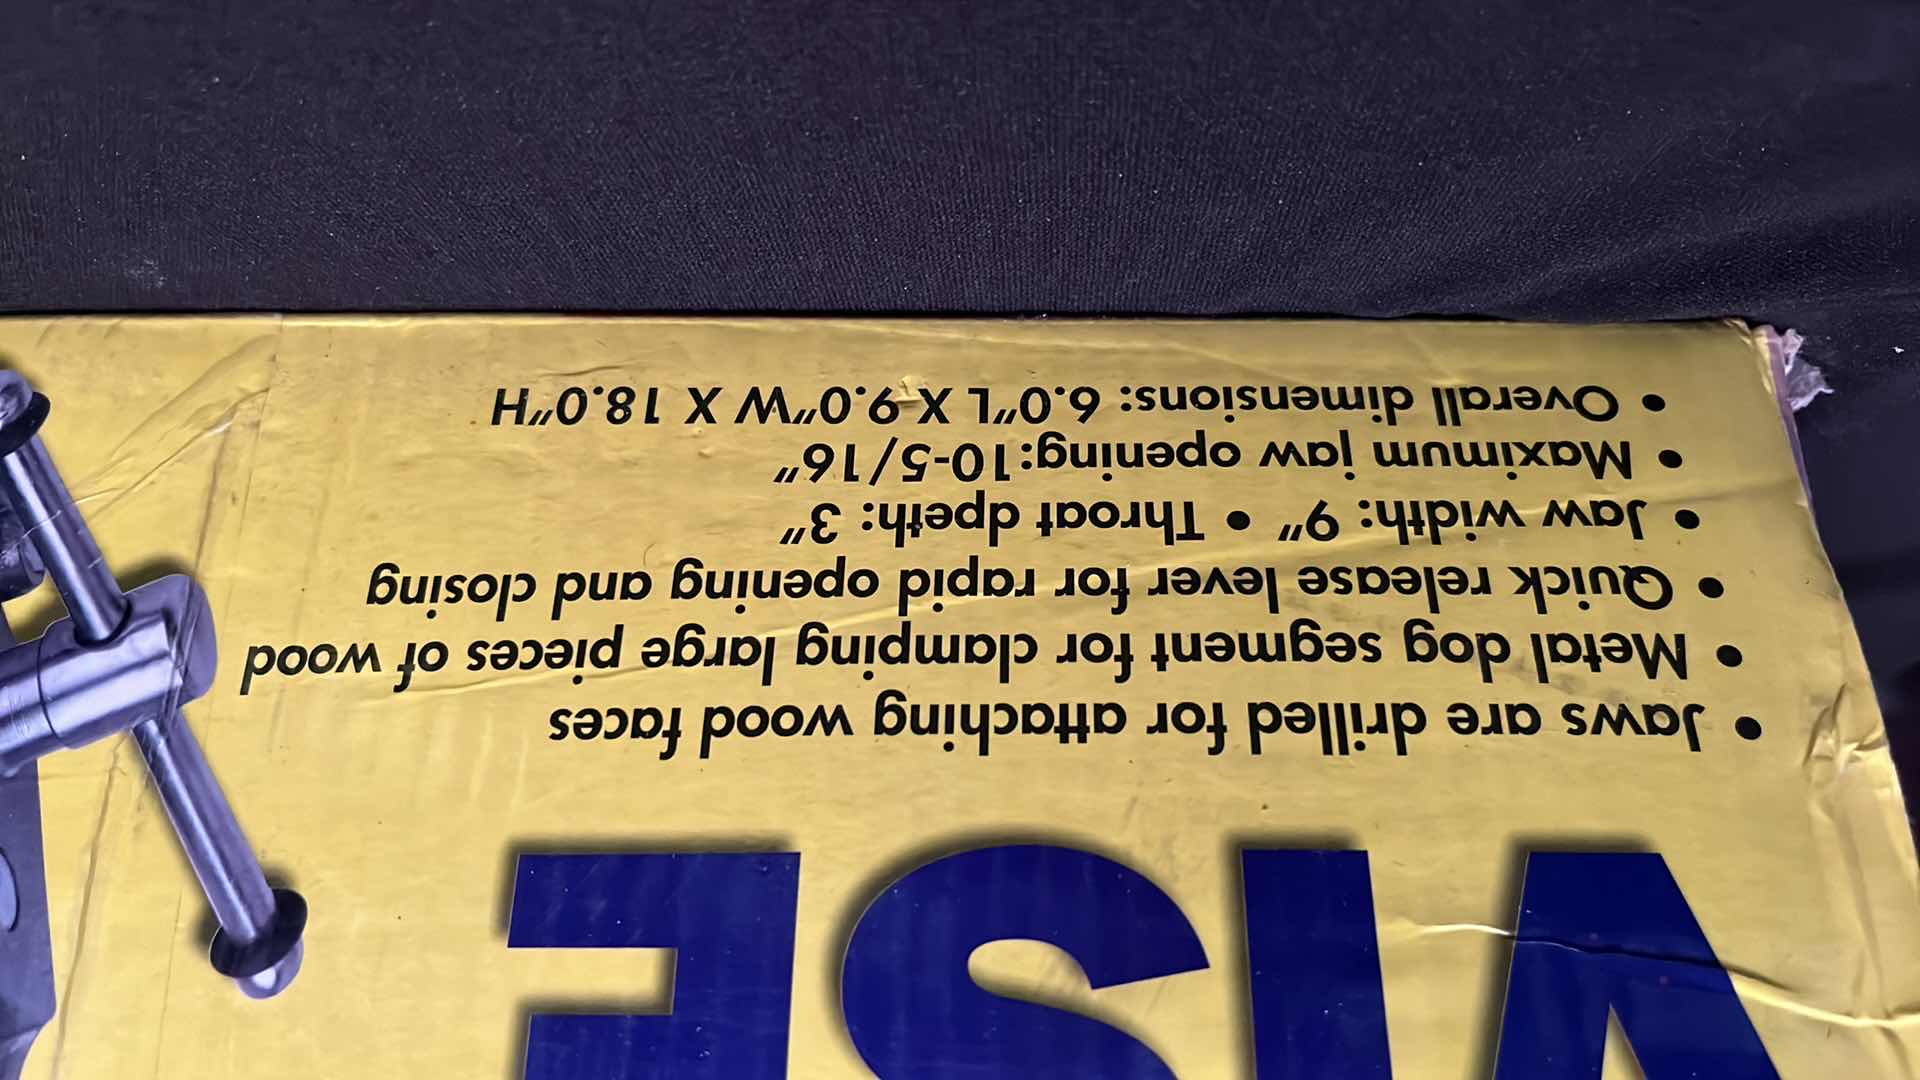 VISE
• Jaws are drilled for attaching wood faces
• Metal dog segment for clamping large large pieces of wood
• Quick release lever for rapid opening and closing
• Jaw width: 9" • Throat dpeth: 3"
• Maximum jaw opening:10-5/16"
• Overall dimensions: 6.0"L X 9.0"W X 18.0"H